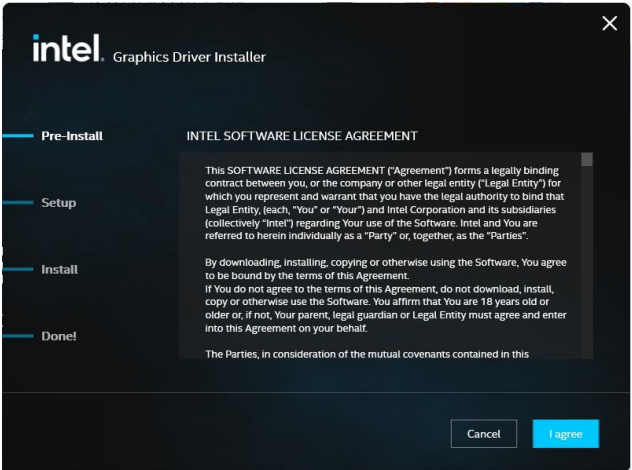 intel. Graphics Driver Installer
Pre-Install
INTEL SOFTWARE LICENSE AGREEMENT
This SOFTWARE LICENSE AGREEMENT ("Agreement") forms a legally binding
contract between you, or the company or other legal entity ("Legal Entity") for
which you represent and warrant that you have the legal authority to bind that
Legal Entity, (each, "You" or "Your") and Intel Corporation and its subsidiaries
(collectively "Intel") regarding Your use of the Software. Intel and You are
referred to herein individually as a "Party" or, together, as the "Parties".
By downloading, installing, copying or otherwise using the Software, You agree
to be bound by the terms of this Agreement.
If You do not agree to the terms of this Agreement, do not download, install,
copy or otherwise use the Software. You affirm that You are 18 years old or
older or, if not, Your parent, legal guardian or Legal Entity must agree and enter
into this Agreement on your behalf.
The Parties, in consideration of the mutual covenants contained in this
Setup
Install
Done!
Cancel
I agree